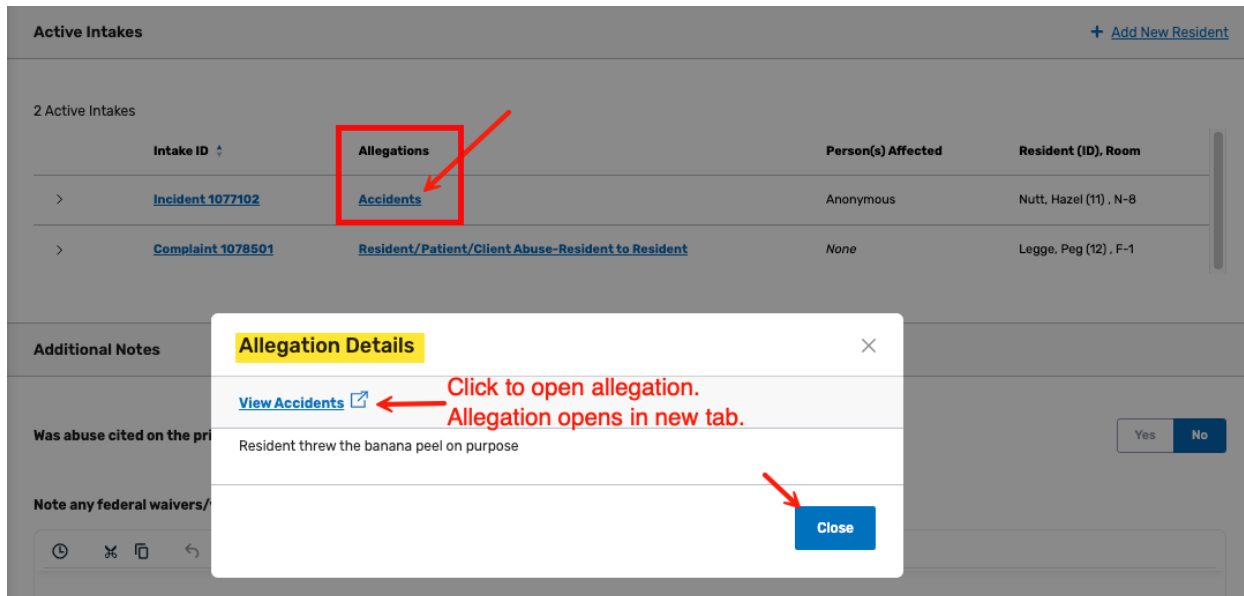 Active Intakes
+ Add New Resident
2 Active Intakes
Intake ID
Allegations
Person(s) Affected
Resident (ID), Room
Incident 1077102
Accidents
Anonymous
Nutt, Hazel (11) , N-8
Complaint 1078501
Resident/Patient/Client Abuse-Resident to Resident
None
Legge, Peg (12) , F-1
Additional Notes
Allegation Details
View Accidents
Click to open allegation.
Allegation opens in new tab.
Was abuse cited on the pri
Yes
No
Resident threw the banana peel on purpose
Note any federal waivers/
Close